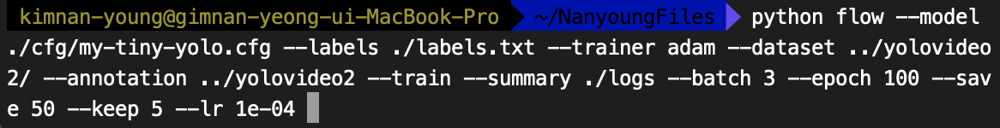 kimnan-young@gimnan-yeong-ui-MacBook-Pro ~/NanyoungFiles python flow --model
./cfg/my-tiny-yolo.cfg --labels ./labels.txt --trainer adam --dataset ../yolovideo
2/ --annotation ../yolovideo2 --train --summary ./logs --batch 3 --epoch 100 --sav
e 50 --keep 5 --lr 1e-04